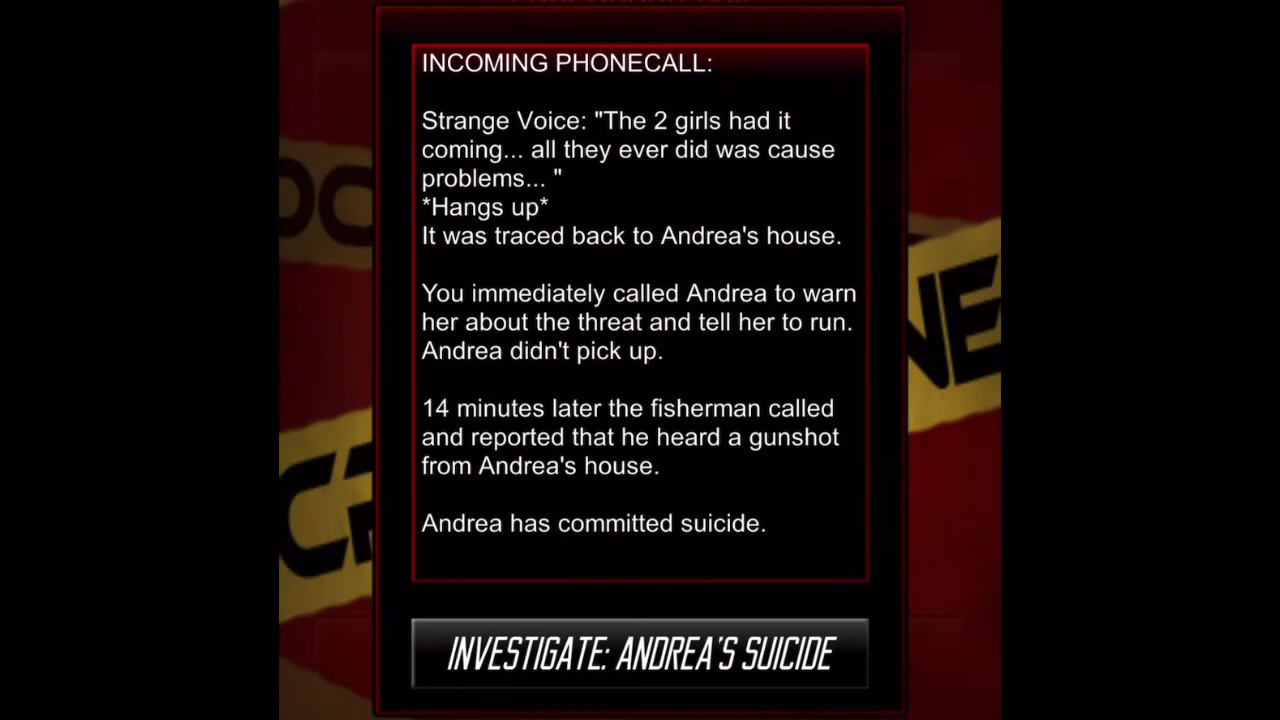 INCOMING PHONECALL:
Strange Voice: "The 2 girls had it
coming... all they ever did was cause
problems... "
*Hangs up*
It was traced back to Andrea's house.
You immediately called Andrea to warn
her about the threat and tell her to run.
Andrea didn't pick up.
14 minutes later the fisherman called
and reported that he heard a gunshot
from Andrea's house.
Andrea has committed suicide.
INVESTIGATE: ANDREA'S SUICIDE